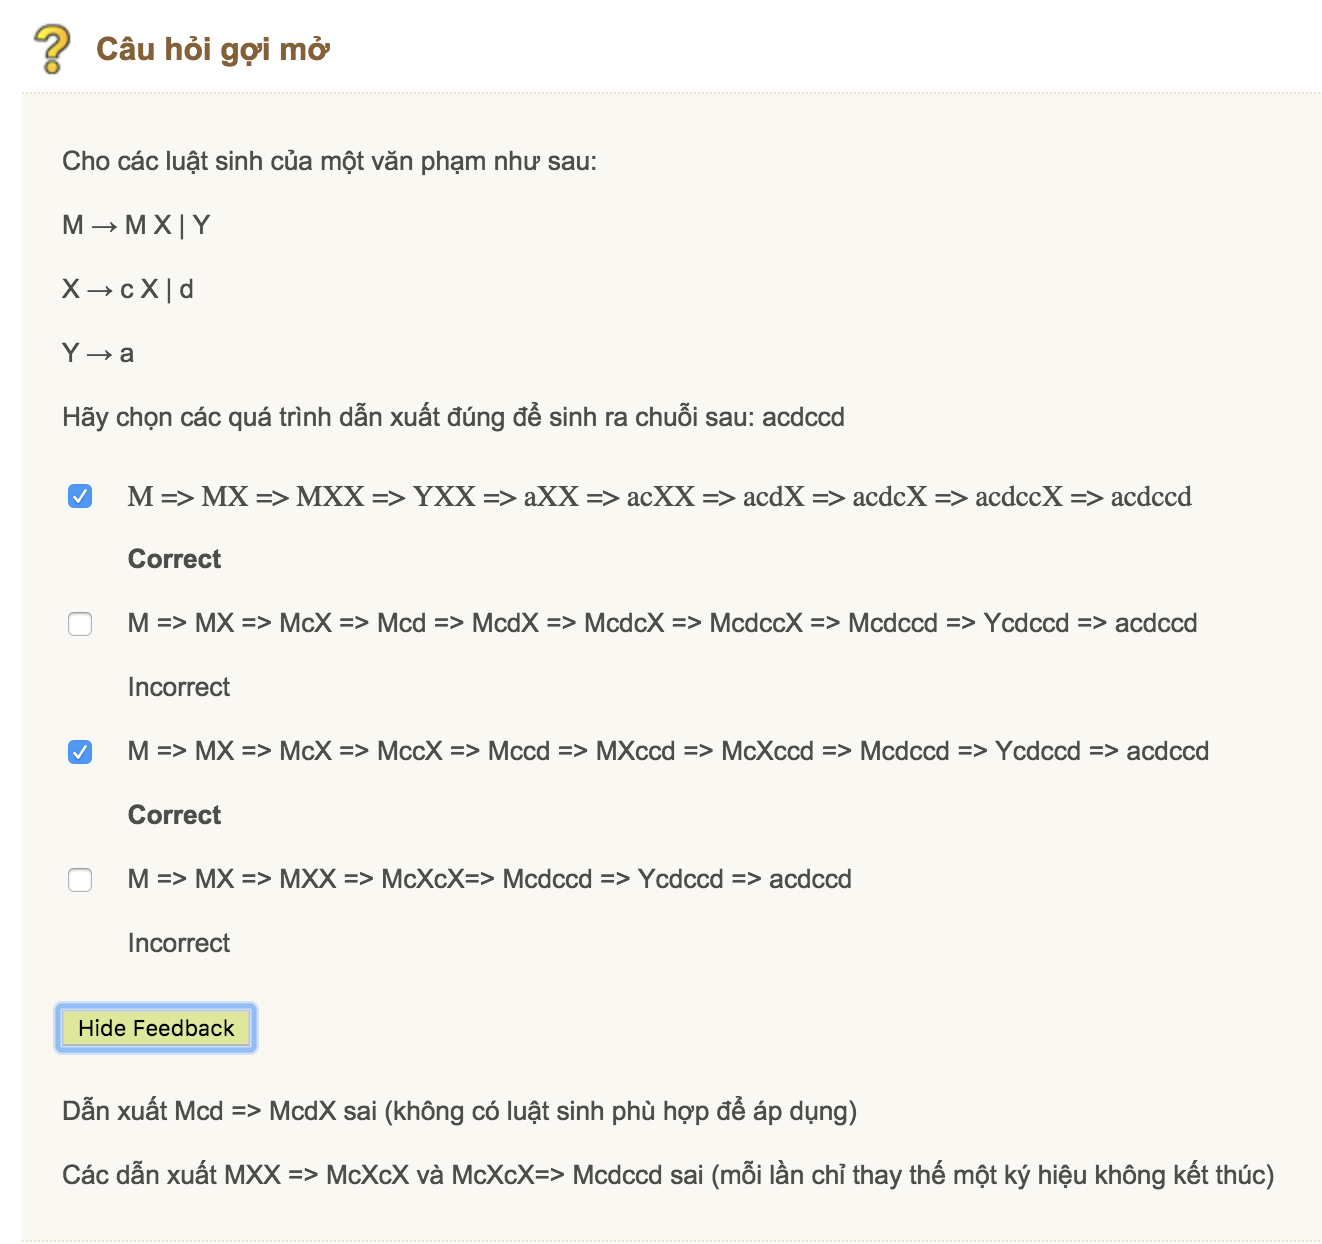 Câu hỏi gợi mở
Cho các luật sinh của một văn phạm như sau:
M → M X | Y
X → c X | d
Y → a
Hãy chọn các quá trình dẫn xuất đúng để sinh ra chuỗi sau: acdccd
M => MX => MXX => YXX => aXX => acXX => acdX => acdcX => acdccX => acdccd
Correct
M => MX => McX => Mcd => McdX => McdcX => McdccX => Mcdccd => Ycdccd => acdccd
Incorrect
M => MX => McX => MccX => Mccd => MXccd => McXccd => Mcdccd => Ycdccd => acdccd
Correct
M => MX => MXX => McXcX=> Mcdccd => Ycdccd => acdccd
Incorrect
Hide Feedback
Dẫn xuất Mcd => McdX sai (không có luật sinh phù hợp để áp dụng)
Các dẫn xuất MXX => McXcX và McXcX=> Mcdccd sai (mỗi lần chỉ thay thế một ký hiệu không kết thúc)